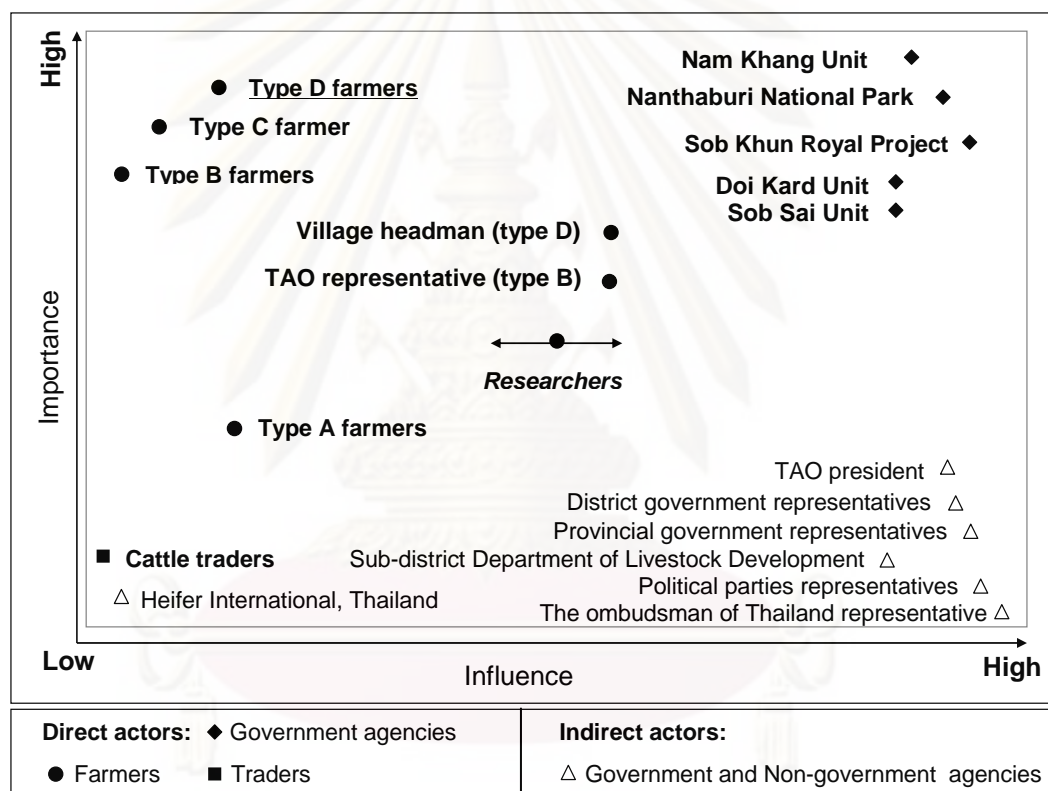 High
Nam Khang Unit
Type D farmers
Nanthaburi National Park
Type C farmer
Sob Khun Royal Project
Type B farmers
Doi Kard Unit
Sob Sai Unit
Village headman (type D)
TAO representative (type B)
Importance
Researchers
Type A farmers
TAO president
District government representatives
Provincial government representatives
Cattle traders
Sub-district Department of Livestock Development
Political parties representatives
Heifer International, Thailand
The ombudsman of Thailand representative
Low
Influence
High
Direct actors: Government agencies
Farmers Traders
Indirect actors:
Government and Non-government agencies